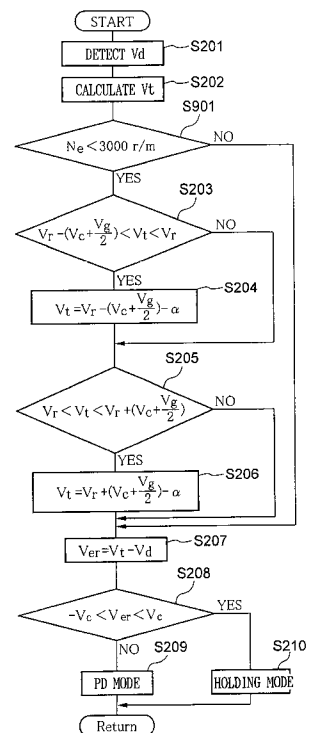 START
DETECT Vd
S201
CALCULATE Vt
S202
S901
Ne<3000 r/m
NO
YES
S203
Vr-(Vc+Vg/2)<Vt<Vr
NO
YES
S204
Vt=Vr-(Vc+Vg/2)-α
S205
Vr<Vt<Vr+(Vc+Vg/2)
NO
YES
S206
Vt=Vr+(Vc+Vg/2)-α
S207
Ver=Vt-Vd
S208
-Vc<Ver<Vc
YES
NO
S209
S210
PD MODE
HOLDING MODE
Return